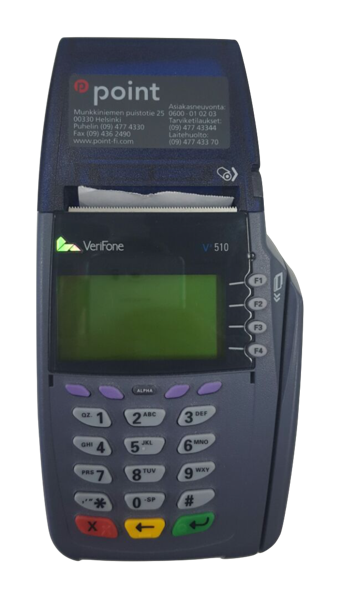 point
Munkkiniemen puistotie 25
00330 Helsinki
Puhelin (09) 477 4330
Fax (09) 436 2490
www.point-fi.com
Asiakasneuvonta:
0600 - 01 02 03
Tarviketilaukset:
(09) 477 43344
Laitehuolto:
(09) 477 433 70
VeriFone
Vx 510
F1
F2
F3
F4
ALPHA
QZ. 1
2 ABC
3 DEF
GHI 4
5 JKL
6 MNO
PRS 7
8 TUV
9 WXY
,'" *
0 -SP
#
X